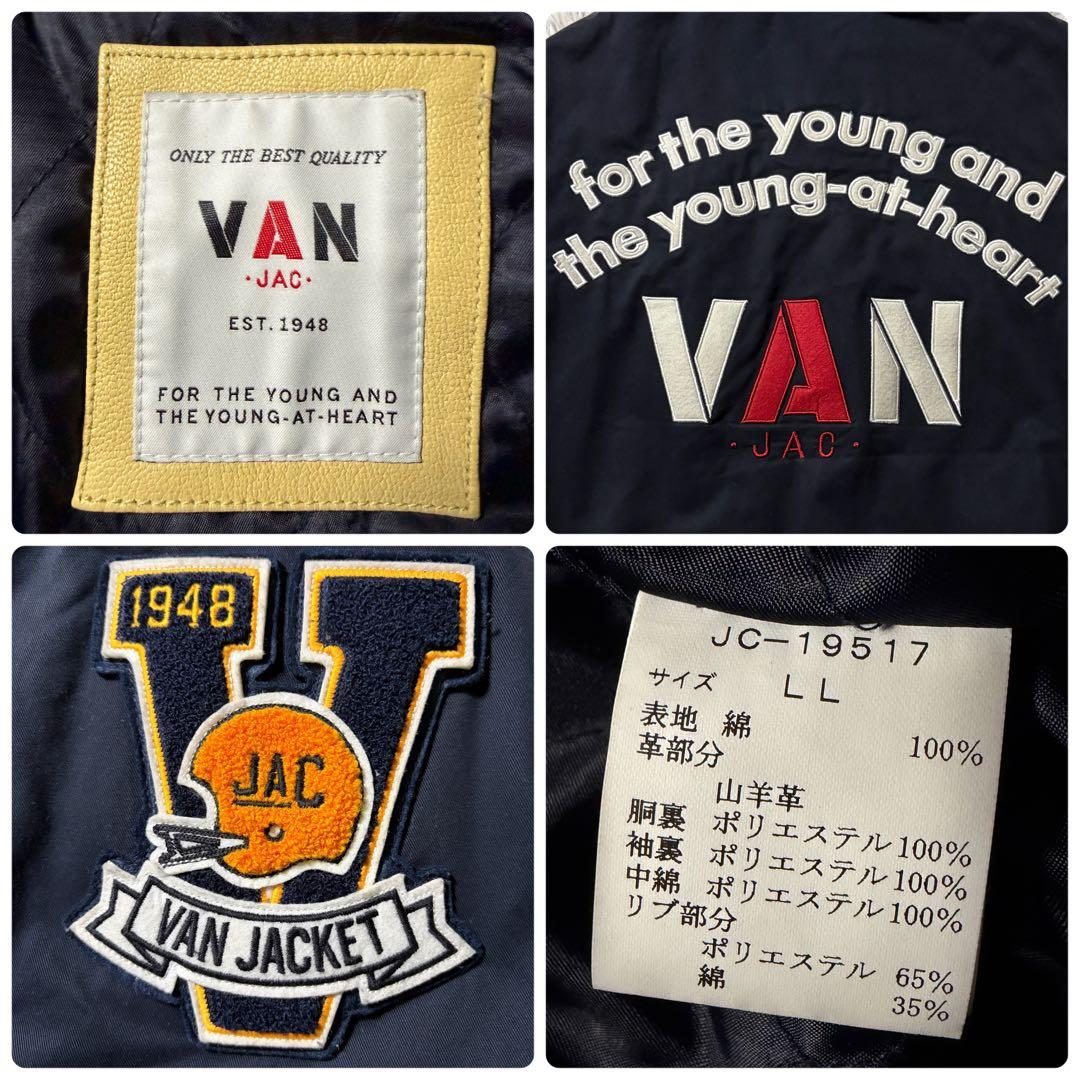 ONLY THE BEST QUALITY
VAN
·JAC·
EST. 1948
FOR THE YOUNG AND
THE YOUNG-AT-HEART
for the young and
the young-at-heart
VAN
·JAC·
1948
JAC
VAN JACKET
JC-19517
サイズ LL
表地 綿 100%
革部分
山羊革
胴裏 ポリエステル100%
袖裏 ポリエステル100%
中綿 ポリエステル100%
リブ部分
ポリエステル 65%
綿 35%